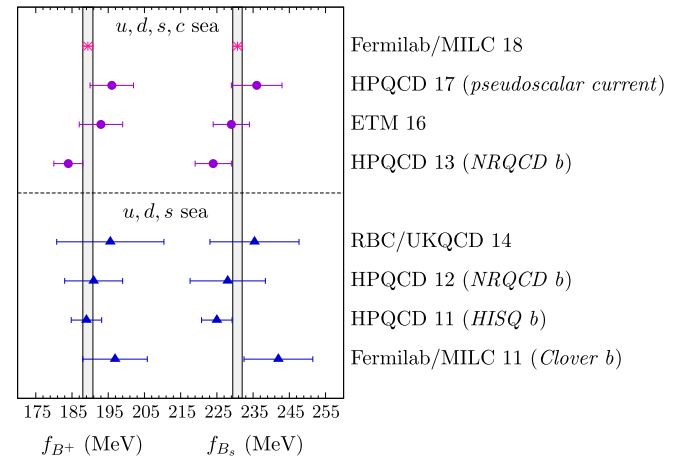 u, d, s, c sea
Fermilab/MILC 18
HPQCD 17 (pseudoscalar current)
ETM 16
HPQCD 13 (NRQCD b)
u, d, s sea
RBC/UKQCD 14
HPQCD 12 (NRQCD b)
HPQCD 11 (HISQ b)
Fermilab/MILC 11 (Clover b)
175 185 195 205 215 225 235 245 255
f_{B^+} (MeV) f_{B_s} (MeV)